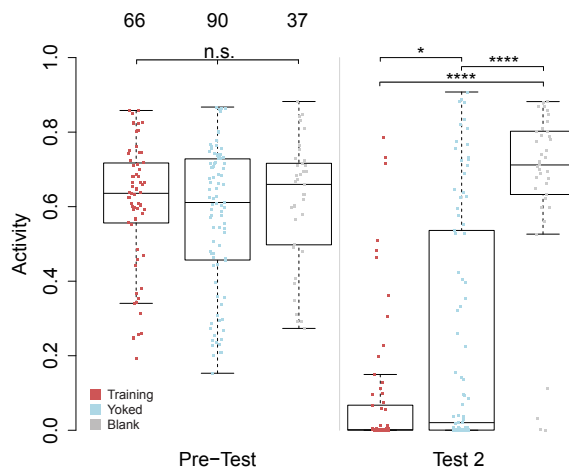 66 90 37
n.s.
* ****
****
Activity
1.0
0.8
0.6
0.4
0.2
0.0
Training
Yoked
Blank
Pre−Test Test 2